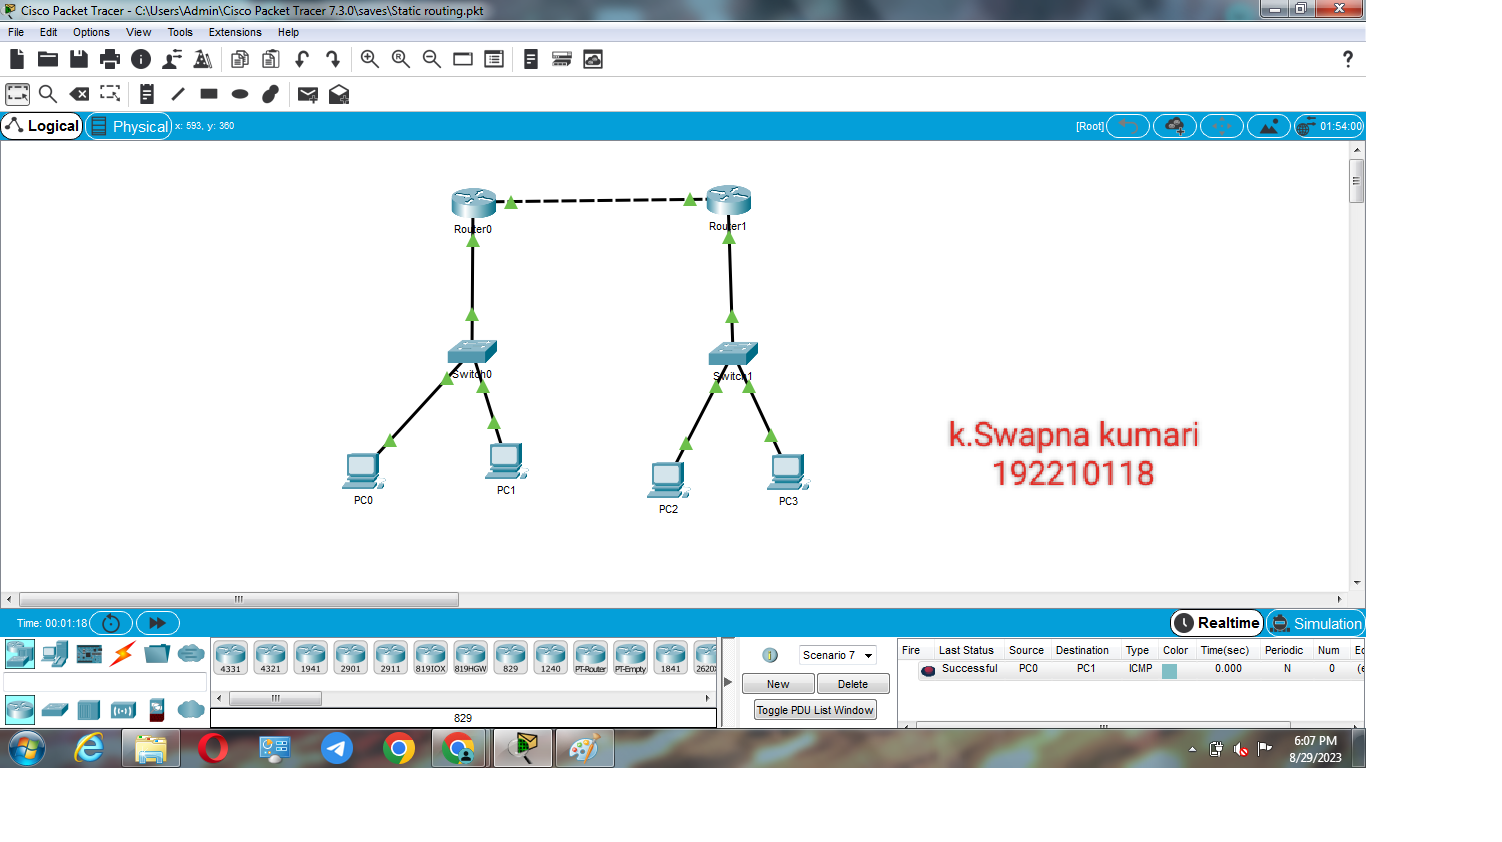 Cisco Packet Tracer - C:\Users\Admin\Cisco Packet Tracer 7.3.0\saves\Static routing.pkt
File Edit Options View Tools Extensions Help
Logical Physical x: 593, y: 360 [Root] 01:54:00
Router0
Router1
Switch0
Switch1
PC0
PC1
PC2
PC3
k.Swapna kumari
192210118
Time: 00:01:18 Realtime Simulation
4331 4321 1941 2901 2911 819IOX 819HGW 829 1240 PT-Router PT-Empty 1841 2620X
829
Scenario 7
New Delete
Toggle PDU List Window
Fire Last Status Source Destination Type Color Time(sec) Periodic Num Ed
Successful PC0 PC1 ICMP 0.000 N 0 (e
6:07 PM
8/29/2023